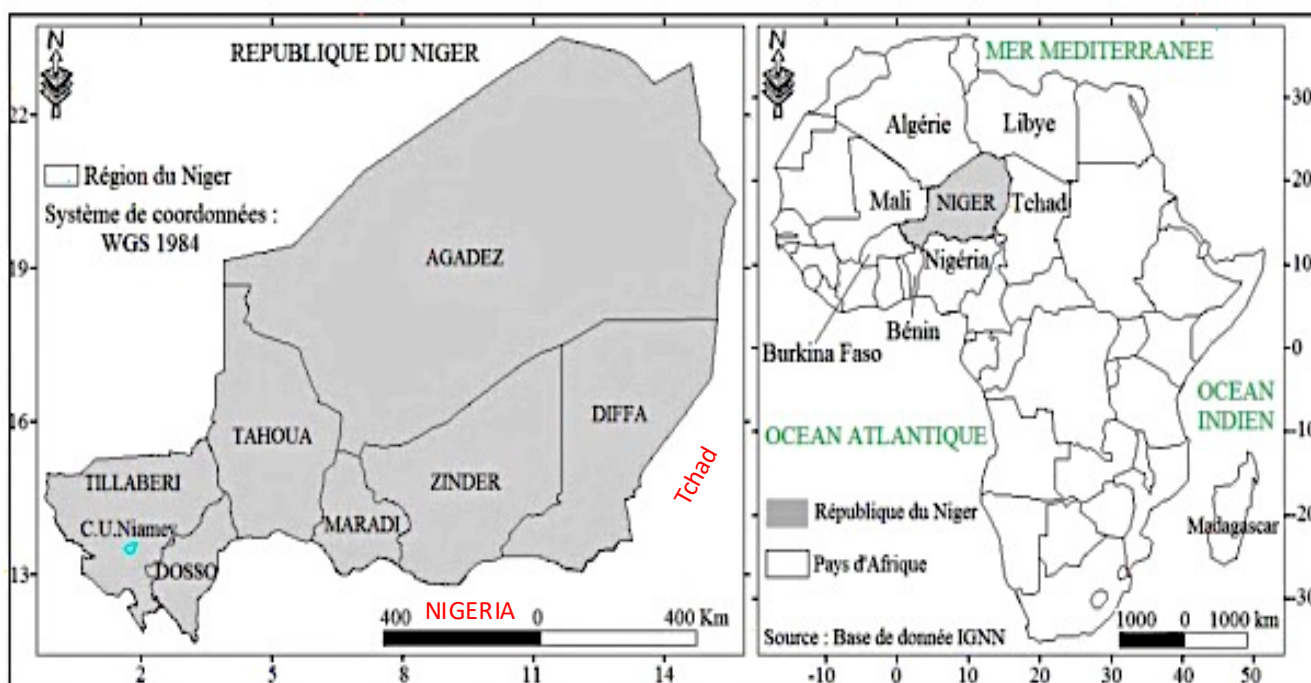 N
REPUBLIQUE DU NIGER
Région du Niger
Système de coordonnées :
WGS 1984
AGADEZ
TAHOUA
DIFFA
TILLABERI
ZINDER
MARADI
C.U.Niamey
DOSSO
Tchad
NIGERIA
400 0 400 Km
22
19
16
13
2 5 8 11 14
N
MER MEDITERRANEE
Algérie
Libye
Mali
NIGER
Tchad
Nigéria
Bénin
Burkina Faso
OCEAN
INDIEN
OCEAN ATLANTIQUE
République du Niger
Madagascar
Pays d'Afrique
1000 0 1000 km
Source : Base de donnée IGNN
30
20
10
0
-10
-20
-30
-10 0 10 20 30 40 50